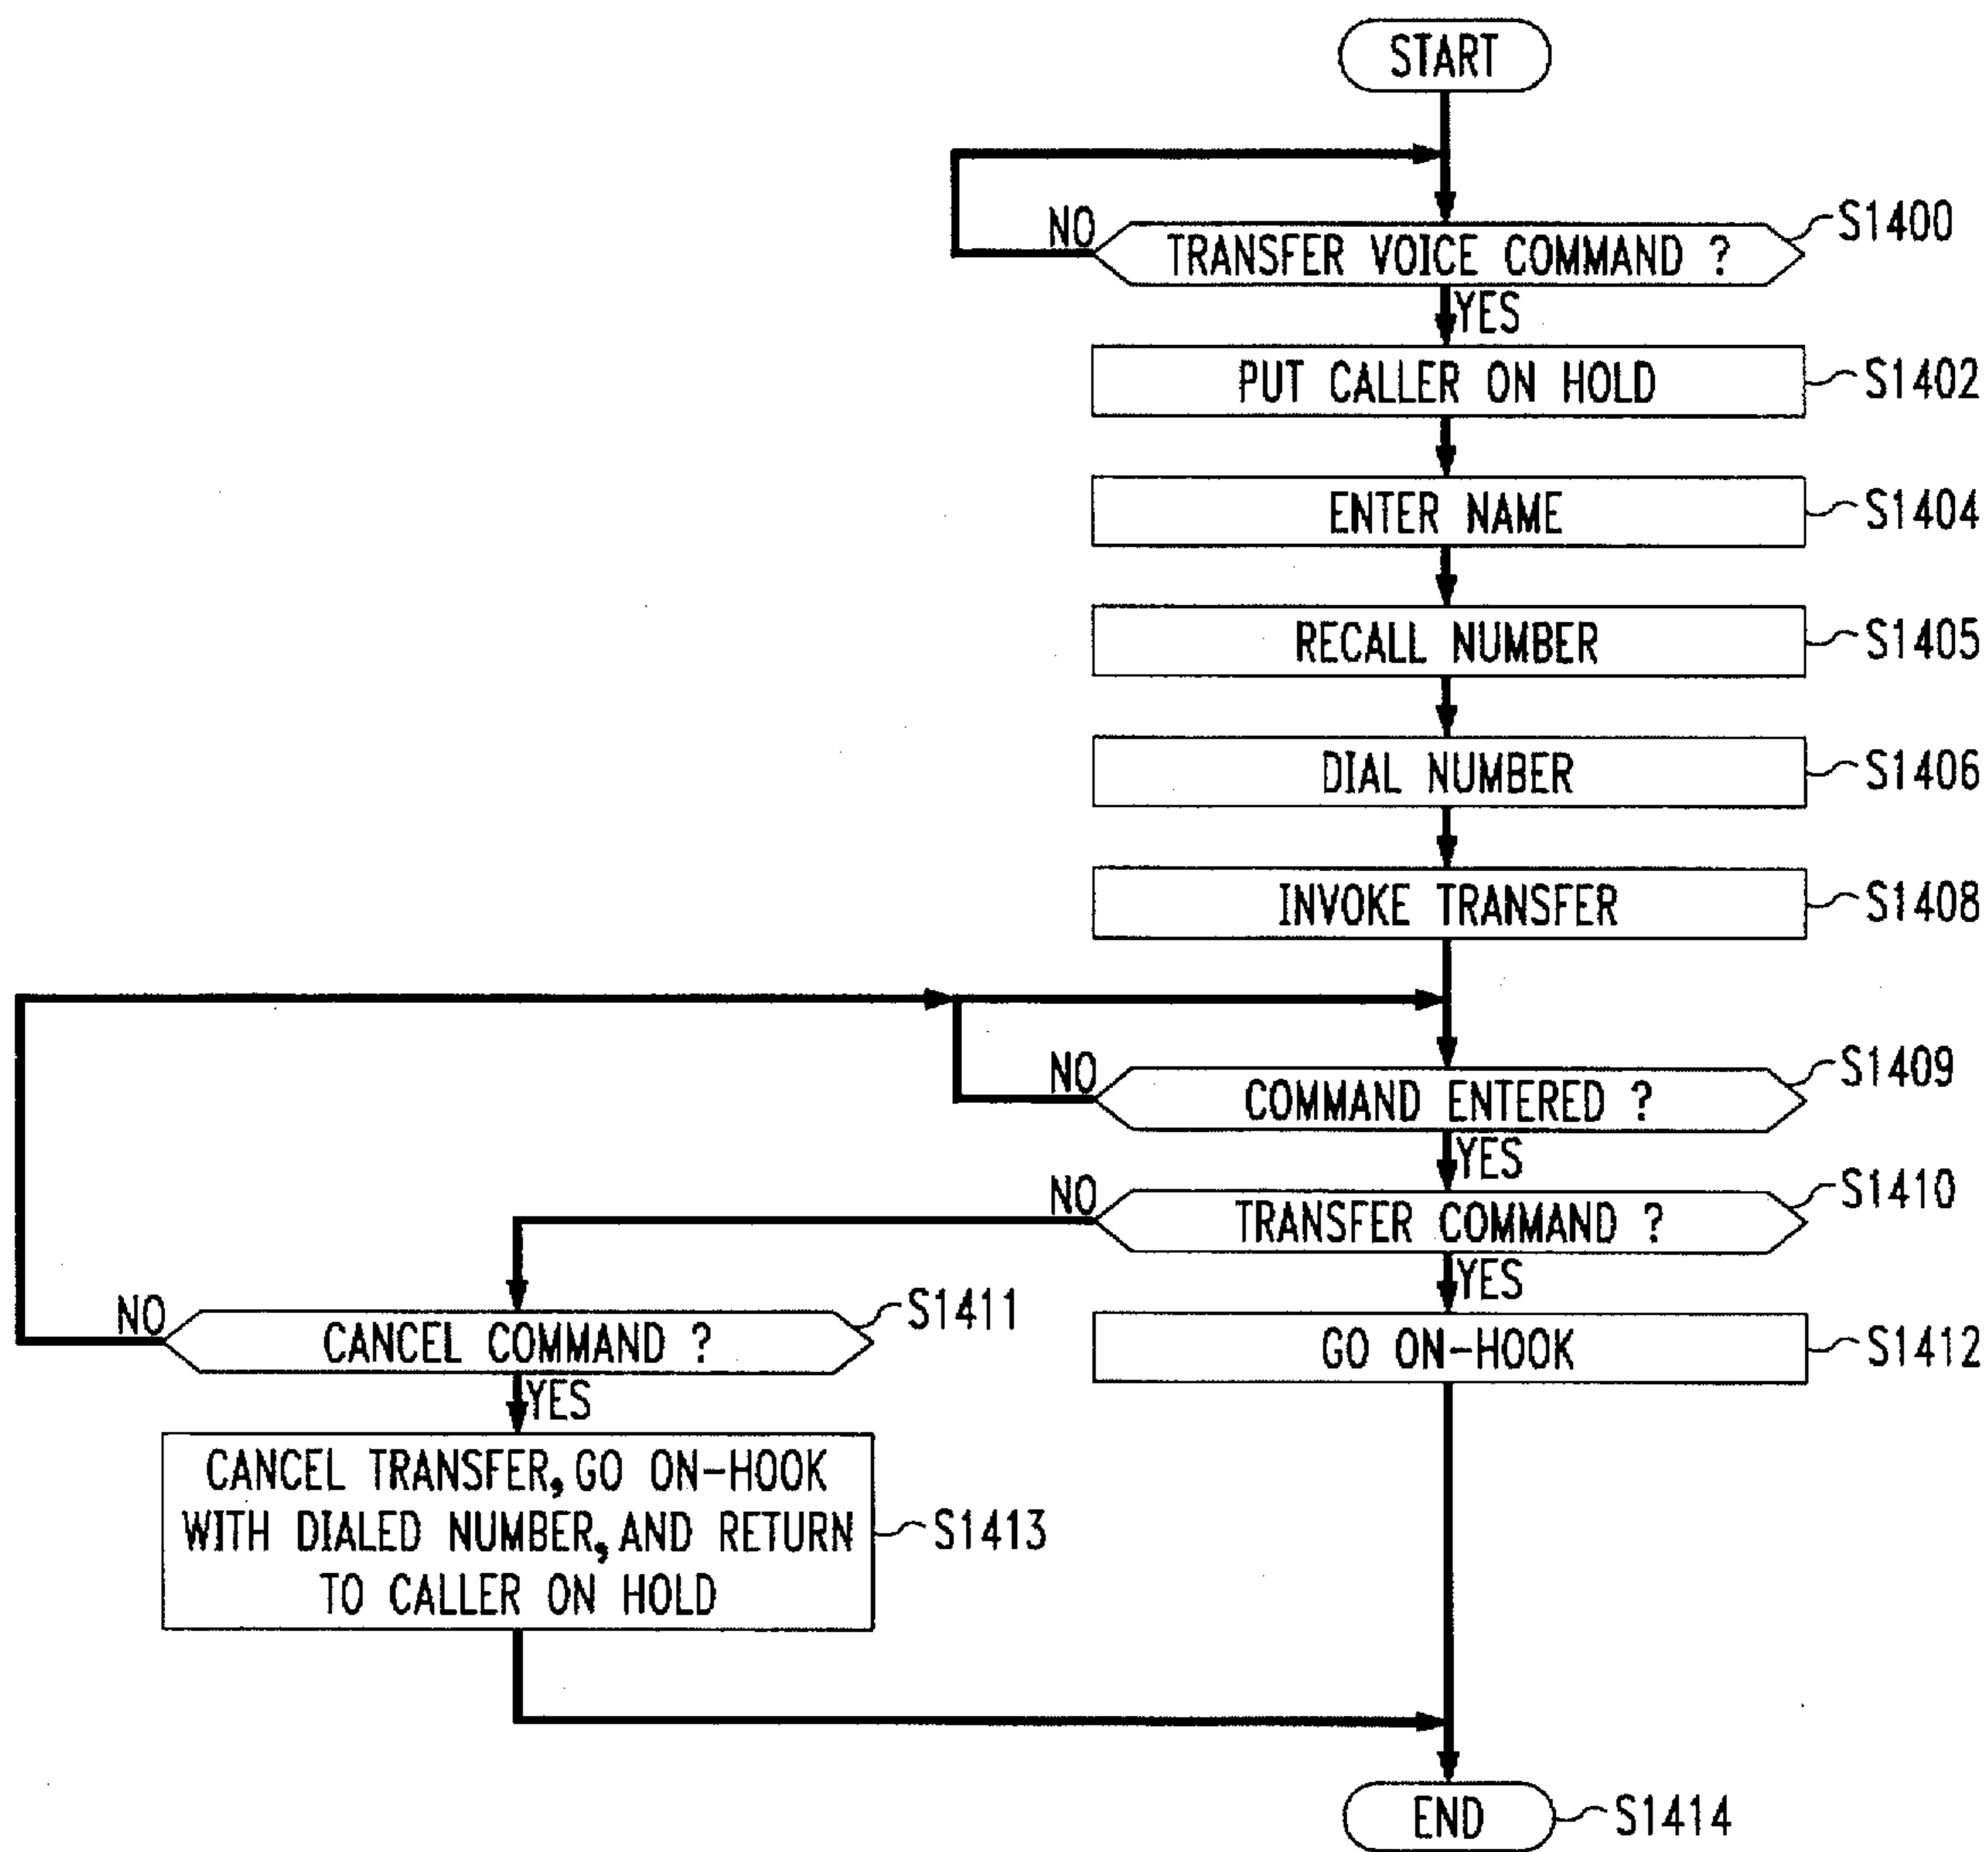 START
NO
TRANSFER VOICE COMMAND ?
S1400
YES
PUT CALLER ON HOLD
S1402
ENTER NAME
S1404
RECALL NUMBER
S1405
DIAL NUMBER
S1406
INVOKE TRANSFER
S1408
NO
COMMAND ENTERED ?
S1409
YES
NO
TRANSFER COMMAND ?
S1410
YES
NO
CANCEL COMMAND ?
S1411
GO ON-HOOK
S1412
YES
CANCEL TRANSFER, GO ON-HOOK
WITH DIALED NUMBER, AND RETURN
TO CALLER ON HOLD
S1413
END
S1414